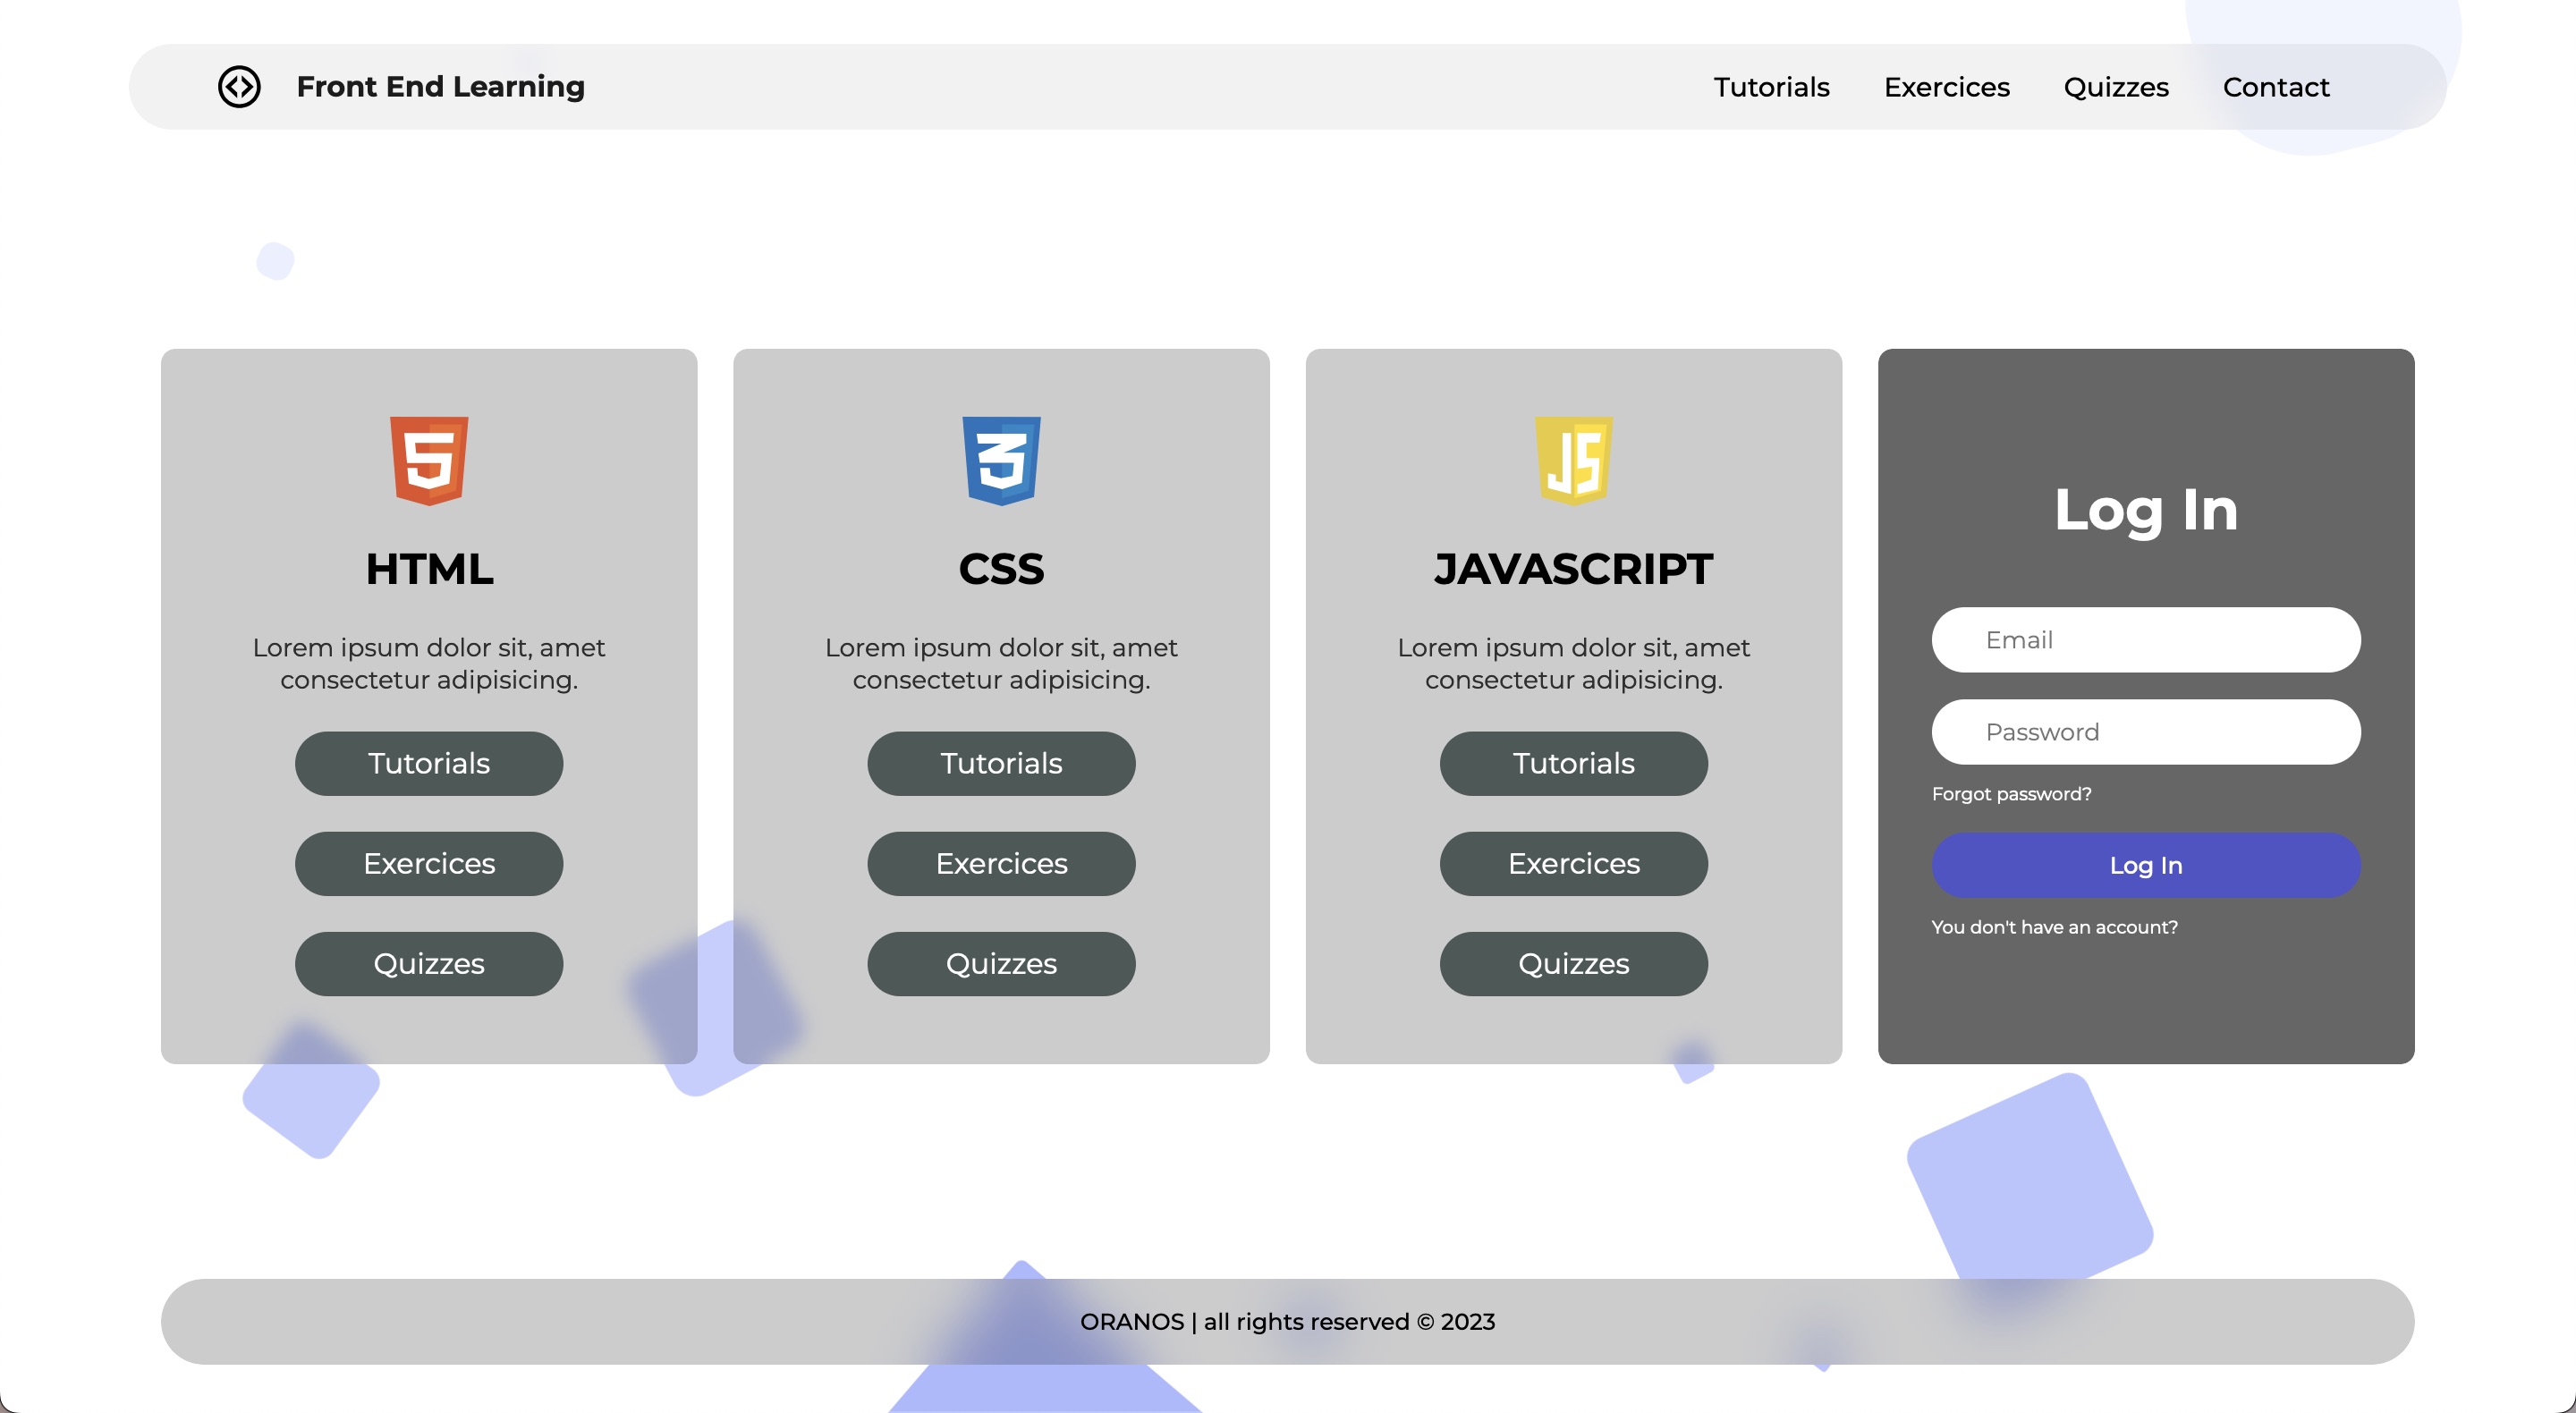 Front End Learning
Tutorials Exercices Quizzes Contact
5
HTML
Lorem ipsum dolor sit, amet
consectetur adipisicing.
Tutorials
Exercices
Quizzes
3
CSS
Lorem ipsum dolor sit, amet
consectetur adipisicing.
Tutorials
Exercices
Quizzes
JS
JAVASCRIPT
Lorem ipsum dolor sit, amet
consectetur adipisicing.
Tutorials
Exercices
Quizzes
Log In
Email
Password
Forgot password?
Log In
You don't have an account?
ORANOS | all rights reserved © 2023